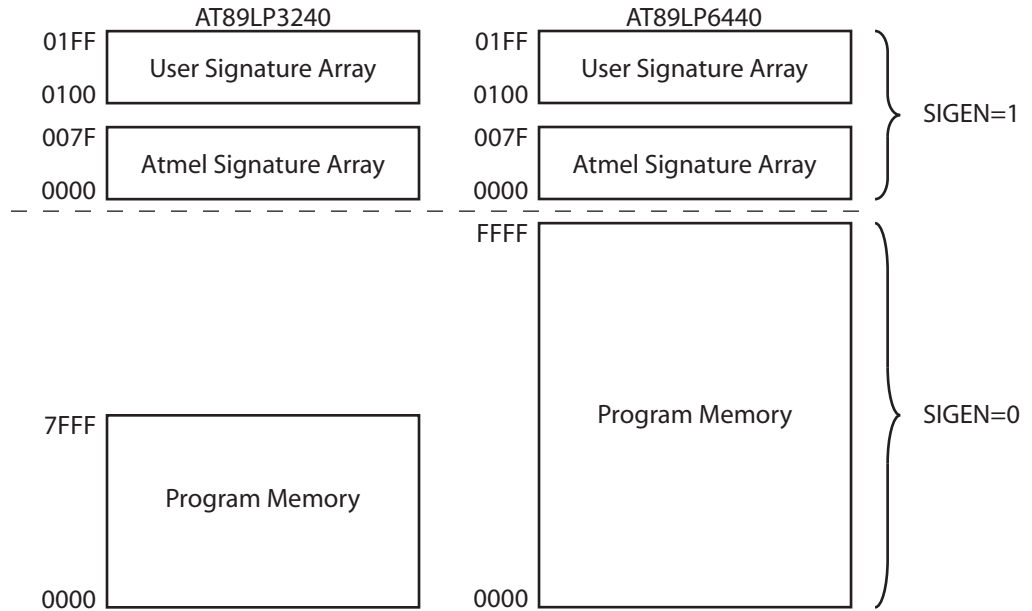 AT89LP3240 AT89LP6440
01FF User Signature Array 01FF User Signature Array
0100 0100
SIGEN=1
007F Atmel Signature Array 007F Atmel Signature Array
0000 0000
FFFF
7FFF Program Memory SIGEN=0
Program Memory
0000 0000